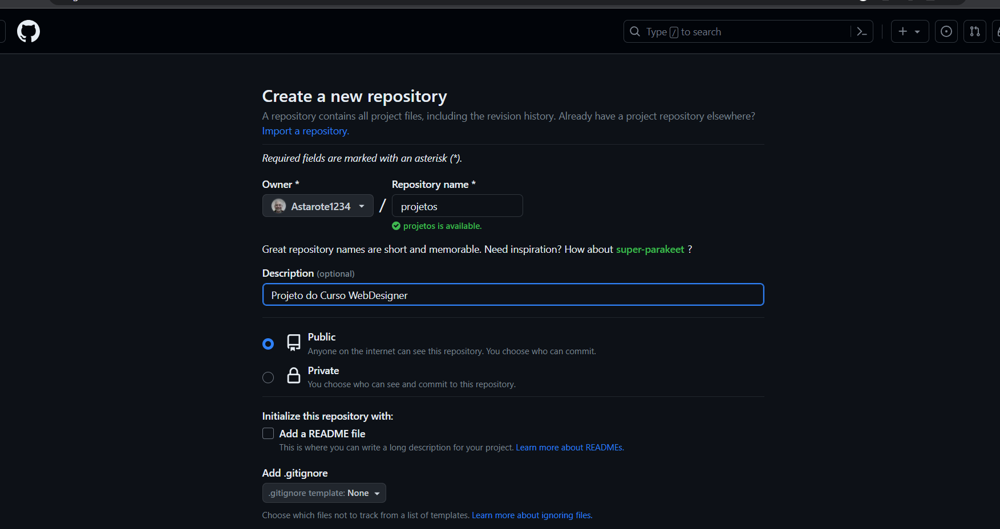 Type / to search
Create a new repository
A repository contains all project files, including the revision history. Already have a project repository elsewhere?
Import a repository.
Required fields are marked with an asterisk (*).
Owner *
Repository name *
Astarote1234
/
projetos
projetos is available.
Great repository names are short and memorable. Need inspiration? How about super-parakeet ?
Description (optional)
Projeto do Curso WebDesigner
Public
Anyone on the internet can see this repository. You choose who can commit.
Private
You choose who can see and commit to this repository.
Initialize this repository with:
Add a README file
This is where you can write a long description for your project. Learn more about READMEs.
Add .gitignore
.gitignore template: None
Choose which files not to track from a list of templates. Learn more about ignoring files.